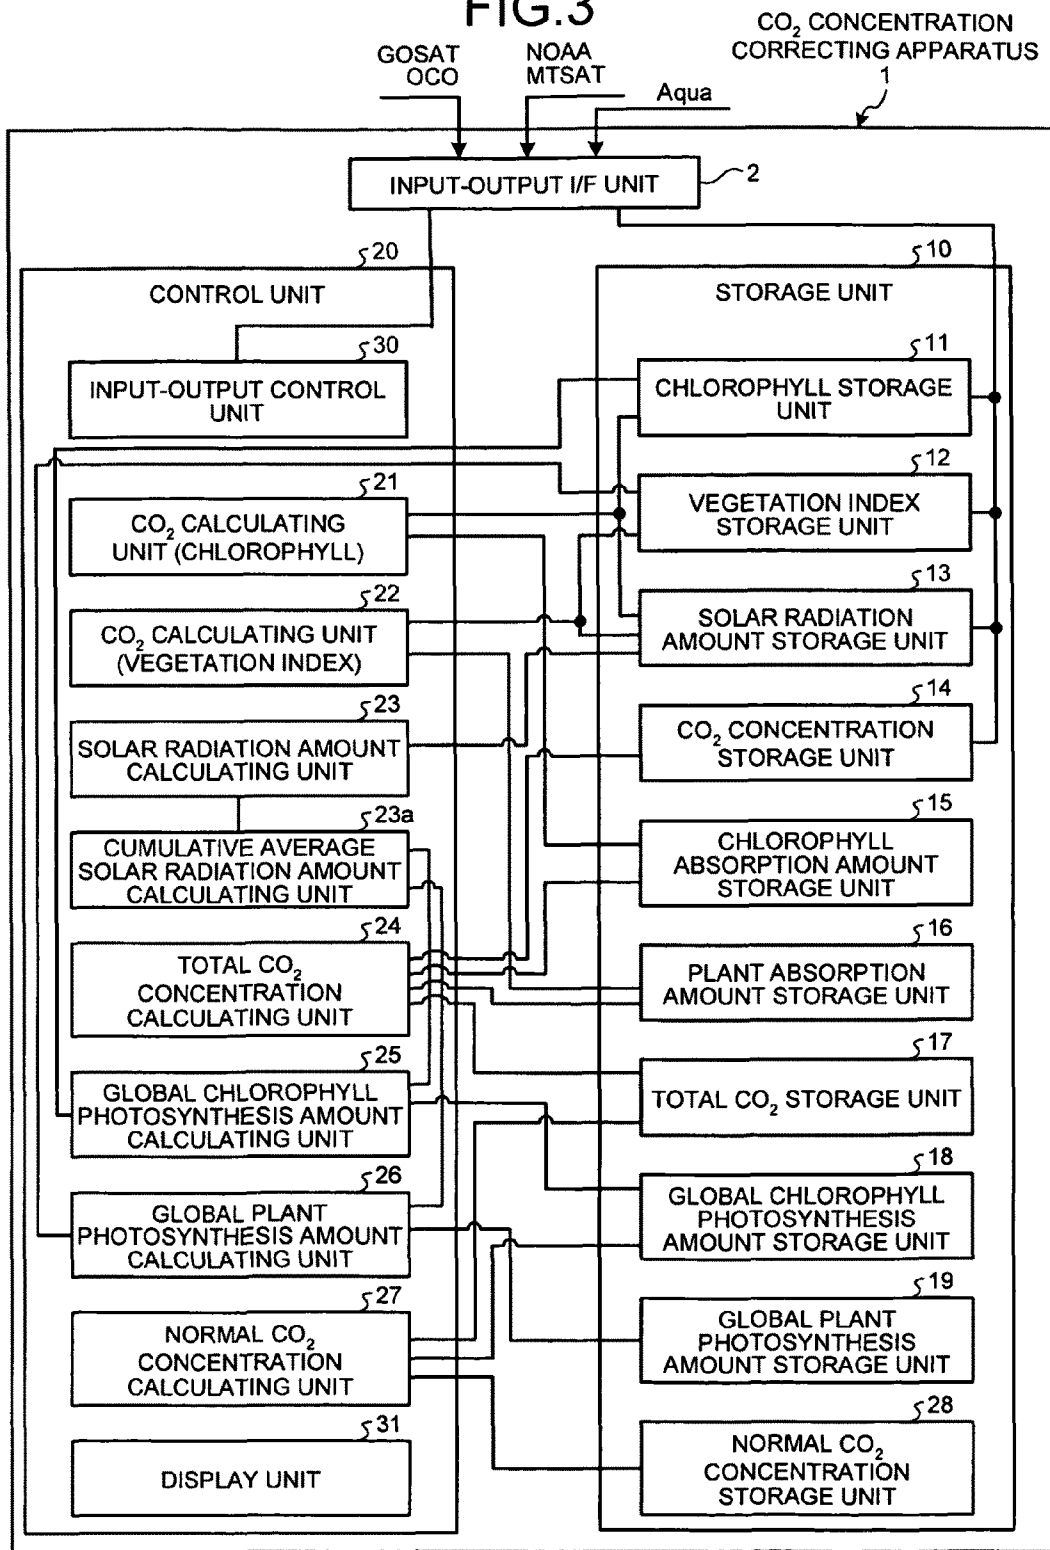 FIG.3
CO2 CONCENTRATION
CORRECTING APPARATUS
1
GOSAT
OCO
NOAA
MTSAT
Aqua
INPUT-OUTPUT I/F UNIT
2
20
CONTROL UNIT
10
STORAGE UNIT
30
INPUT-OUTPUT CONTROL
UNIT
11
CHLOROPHYLL STORAGE
UNIT
12
VEGETATION INDEX
STORAGE UNIT
21
CO2 CALCULATING
UNIT (CHLOROPHYLL)
13
SOLAR RADIATION
AMOUNT STORAGE UNIT
22
CO2 CALCULATING UNIT
(VEGETATION INDEX)
14
CO2 CONCENTRATION
STORAGE UNIT
23
SOLAR RADIATION AMOUNT
CALCULATING UNIT
15
CHLOROPHYLL
ABSORPTION AMOUNT
STORAGE UNIT
23a
CUMULATIVE AVERAGE
SOLAR RADIATION AMOUNT
CALCULATING UNIT
16
PLANT ABSORPTION
AMOUNT STORAGE UNIT
24
TOTAL CO2
CONCENTRATION
CALCULATING UNIT
17
TOTAL CO2 STORAGE UNIT
25
GLOBAL CHLOROPHYLL
PHOTOSYNTHESIS AMOUNT
CALCULATING UNIT
18
GLOBAL CHLOROPHYLL
PHOTOSYNTHESIS
AMOUNT STORAGE UNIT
26
GLOBAL PLANT
PHOTOSYNTHESIS AMOUNT
CALCULATING UNIT
19
GLOBAL PLANT
PHOTOSYNTHESIS
AMOUNT STORAGE UNIT
27
NORMAL CO2
CONCENTRATION
CALCULATING UNIT
28
NORMAL CO2
CONCENTRATION
STORAGE UNIT
31
DISPLAY UNIT